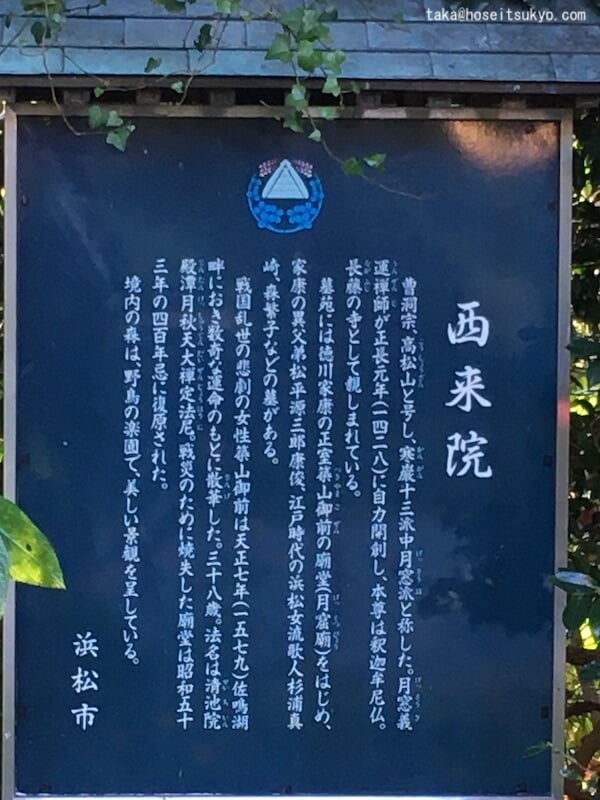 taka@hoseitsukyo.com
西来院
曹洞宗、高松山と号し、寒巌十三派中月窓派と称した。月窓義
運禅師が正長元年(一四二八)に自力開創し、本尊は釈迦牟尼仏。
長藤の寺として親しまれている。
墓苑には徳川家康の正室築山御前の廟堂(月窟廟)をはじめ、
家康の異父弟松平源三郎康俊、江戸時代の浜松女流歌人杉浦真
崎、森繁子などの墓がある。
戦国乱世の悲劇の女性築山御前は天正七年(一五七九)佐鳴湖
畔におき数奇な運命のもとに散華した。三十八歳。法名は清池院
殿潭月秋天大禅定法尼。戦災のために焼失した廟堂は昭和五十
三年の四百年忌に復原された。
境内の森は、野鳥の楽園で、美しい景観を呈している。
浜松市